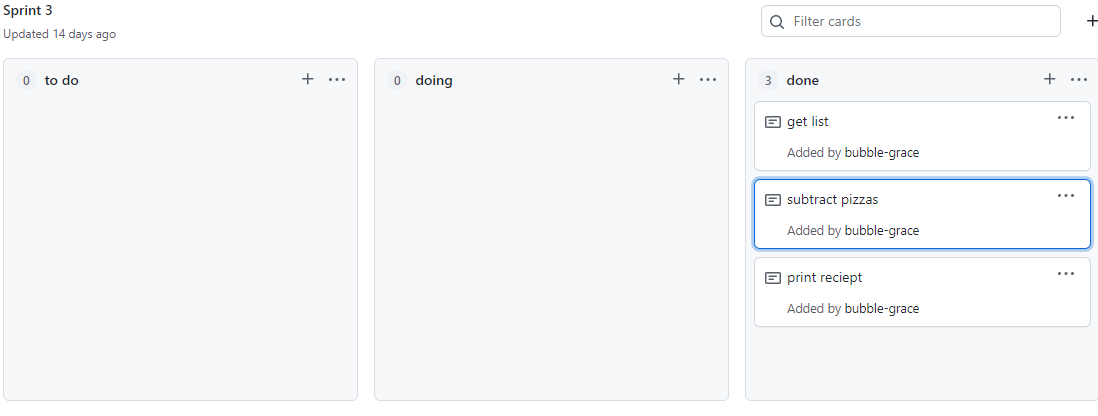 Sprint 3
Updated 14 days ago
Filter cards
0 to do
0 doing
3 done
get list
Added by bubble-grace
subtract pizzas
Added by bubble-grace
print reciept
Added by bubble-grace